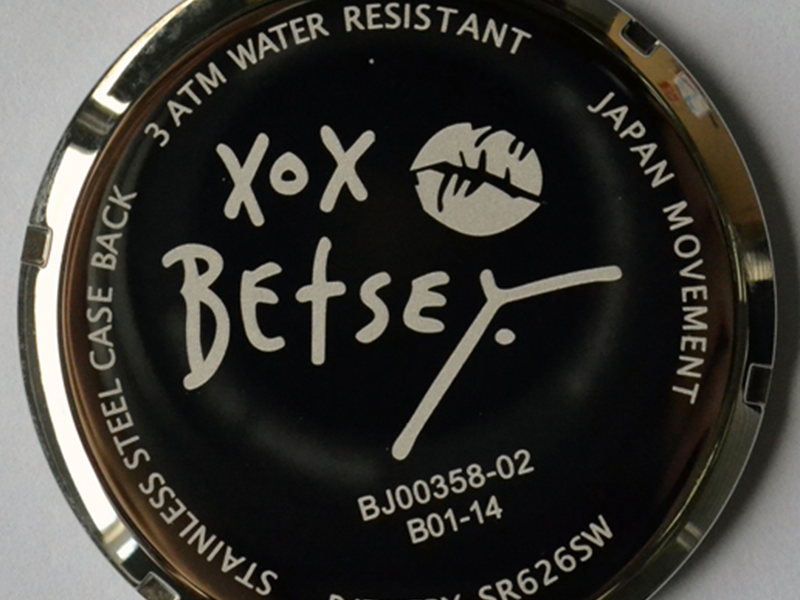 3 ATM WATER RESISTANT
JAPAN MOVEMENT
XOX
BETSEY
BJ00358-02
B01-14
STAINLESS STEEL CASE BACK
SR626SW